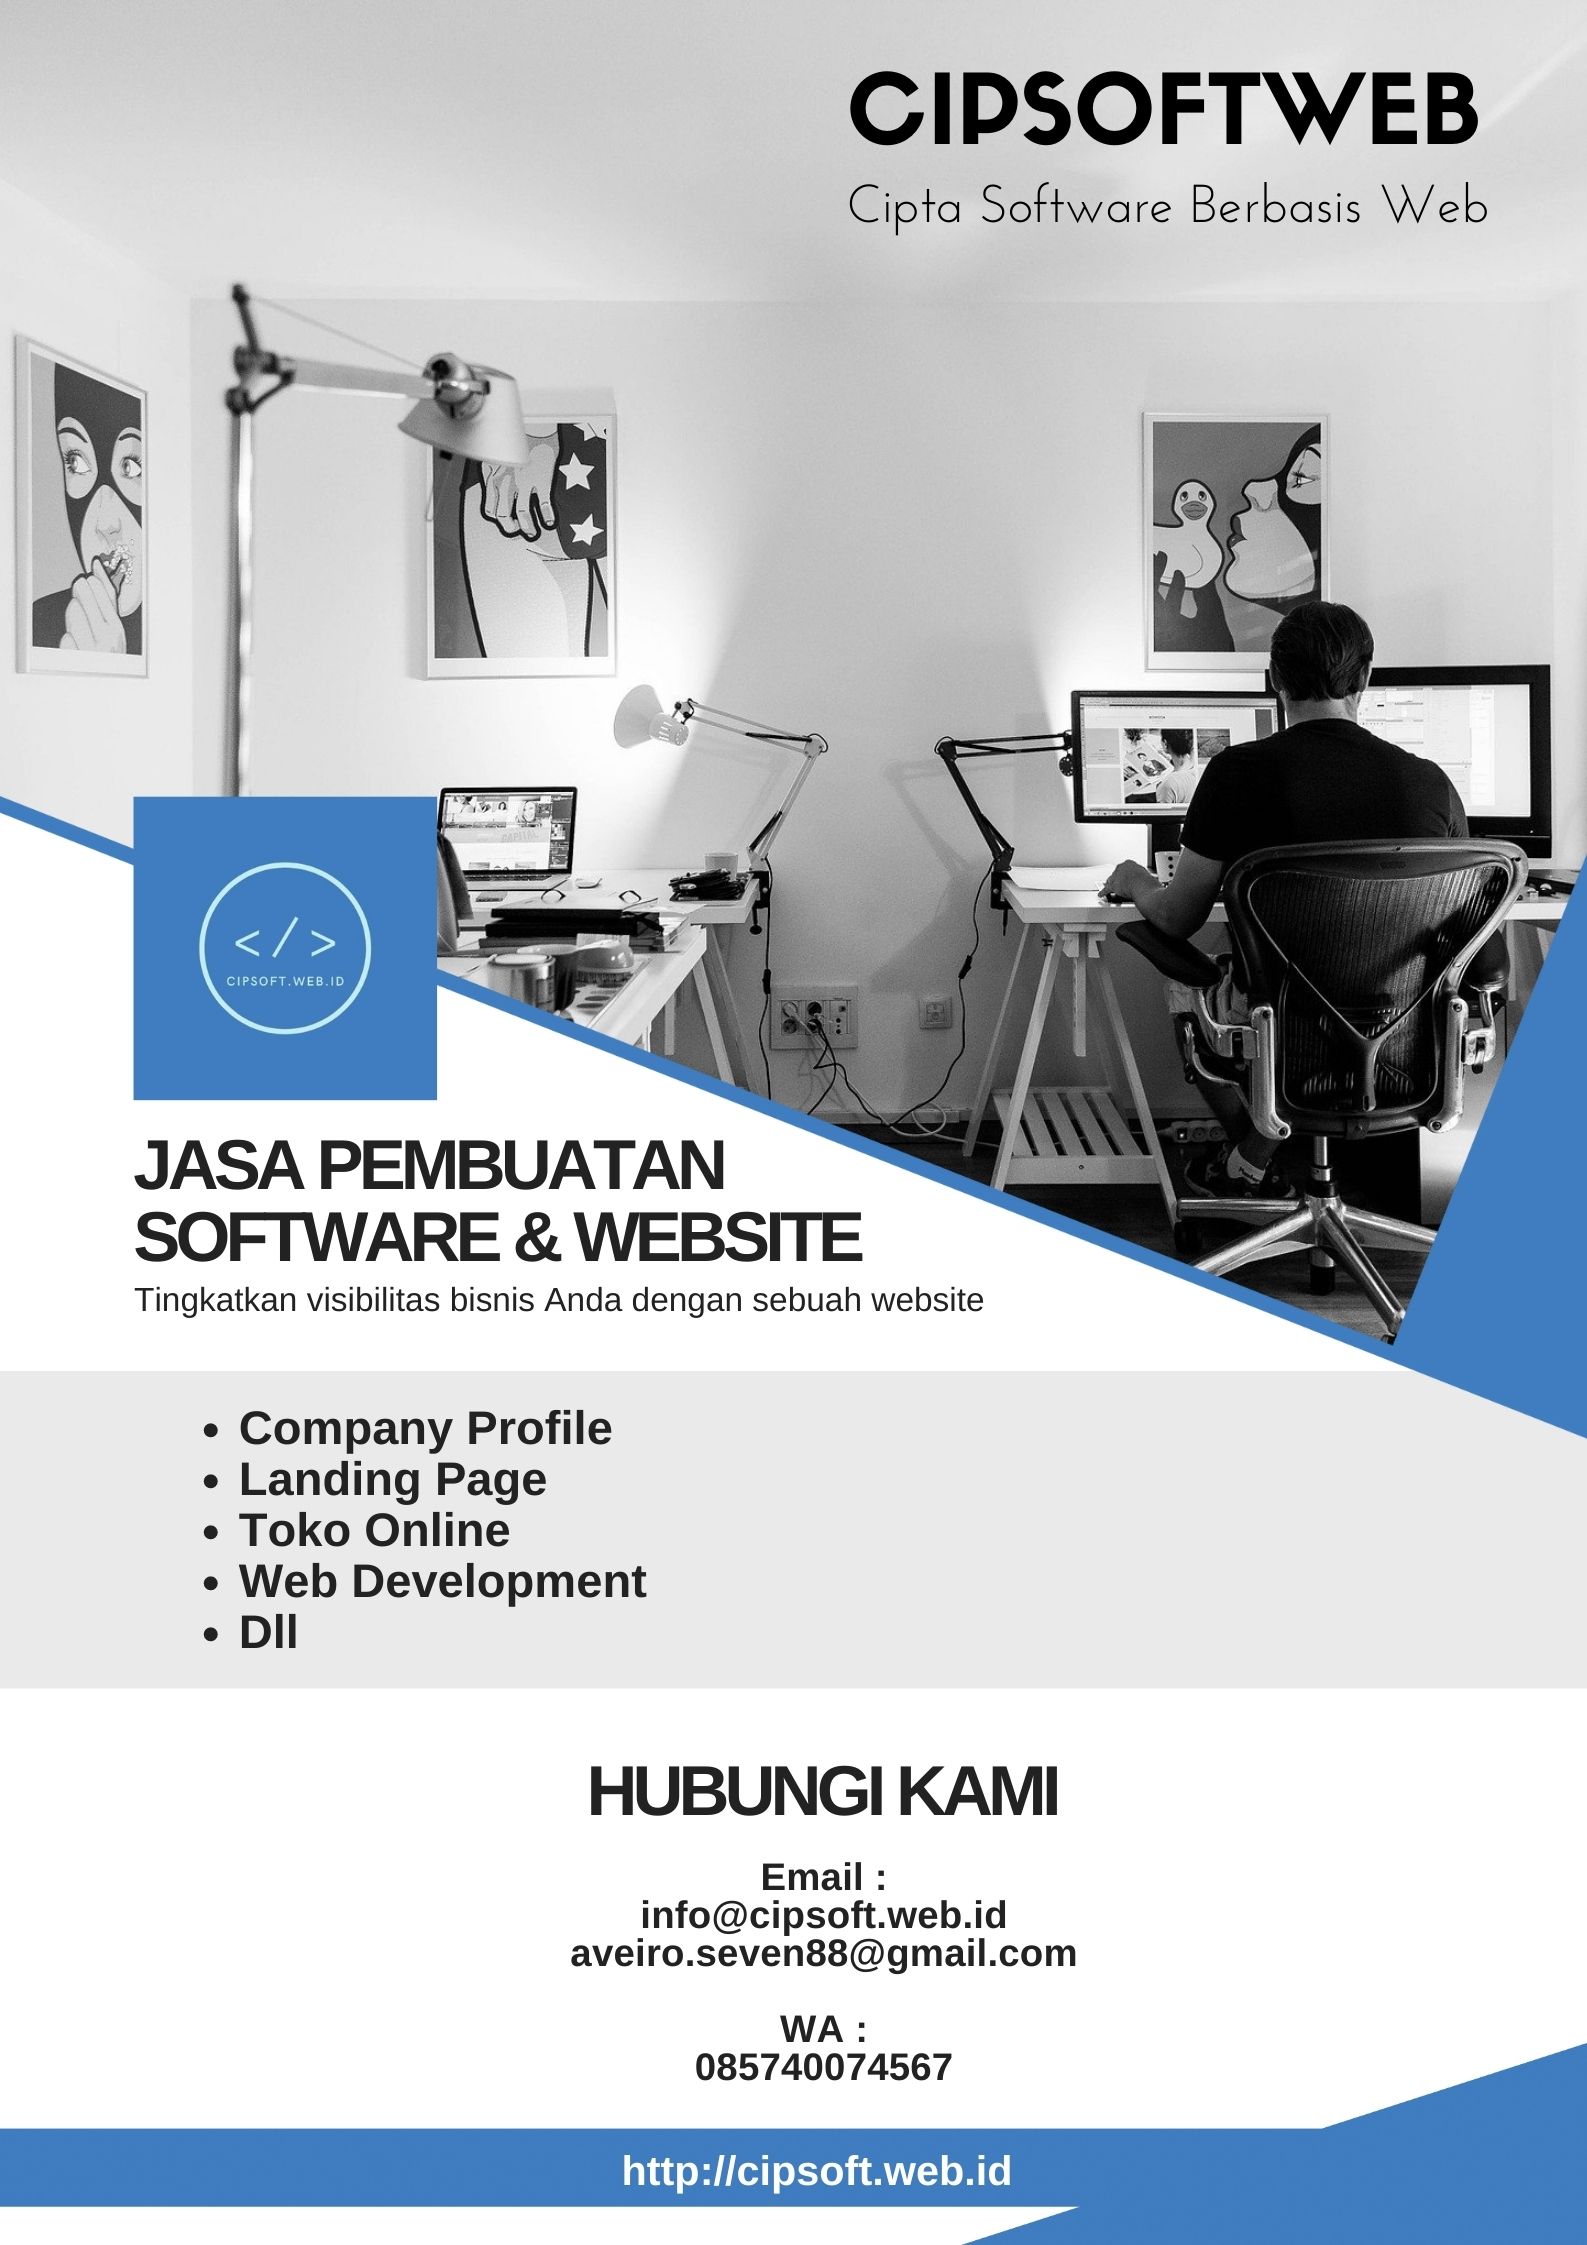 CIPSOFTWEB
Cipta Software Berbasis Web
</>
CIPSOFT.WEB.ID
JASA PEMBUATAN
SOFTWARE & WEBSITE
Tingkatkan visibilitas bisnis Anda dengan sebuah website
• Company Profile
• Landing Page
• Toko Online
• Web Development
• Dll
HUBUNGI KAMI
Email :
info@cipsoft.web.id
aveiro.seven88@gmail.com
WA :
085740074567
http://cipsoft.web.id